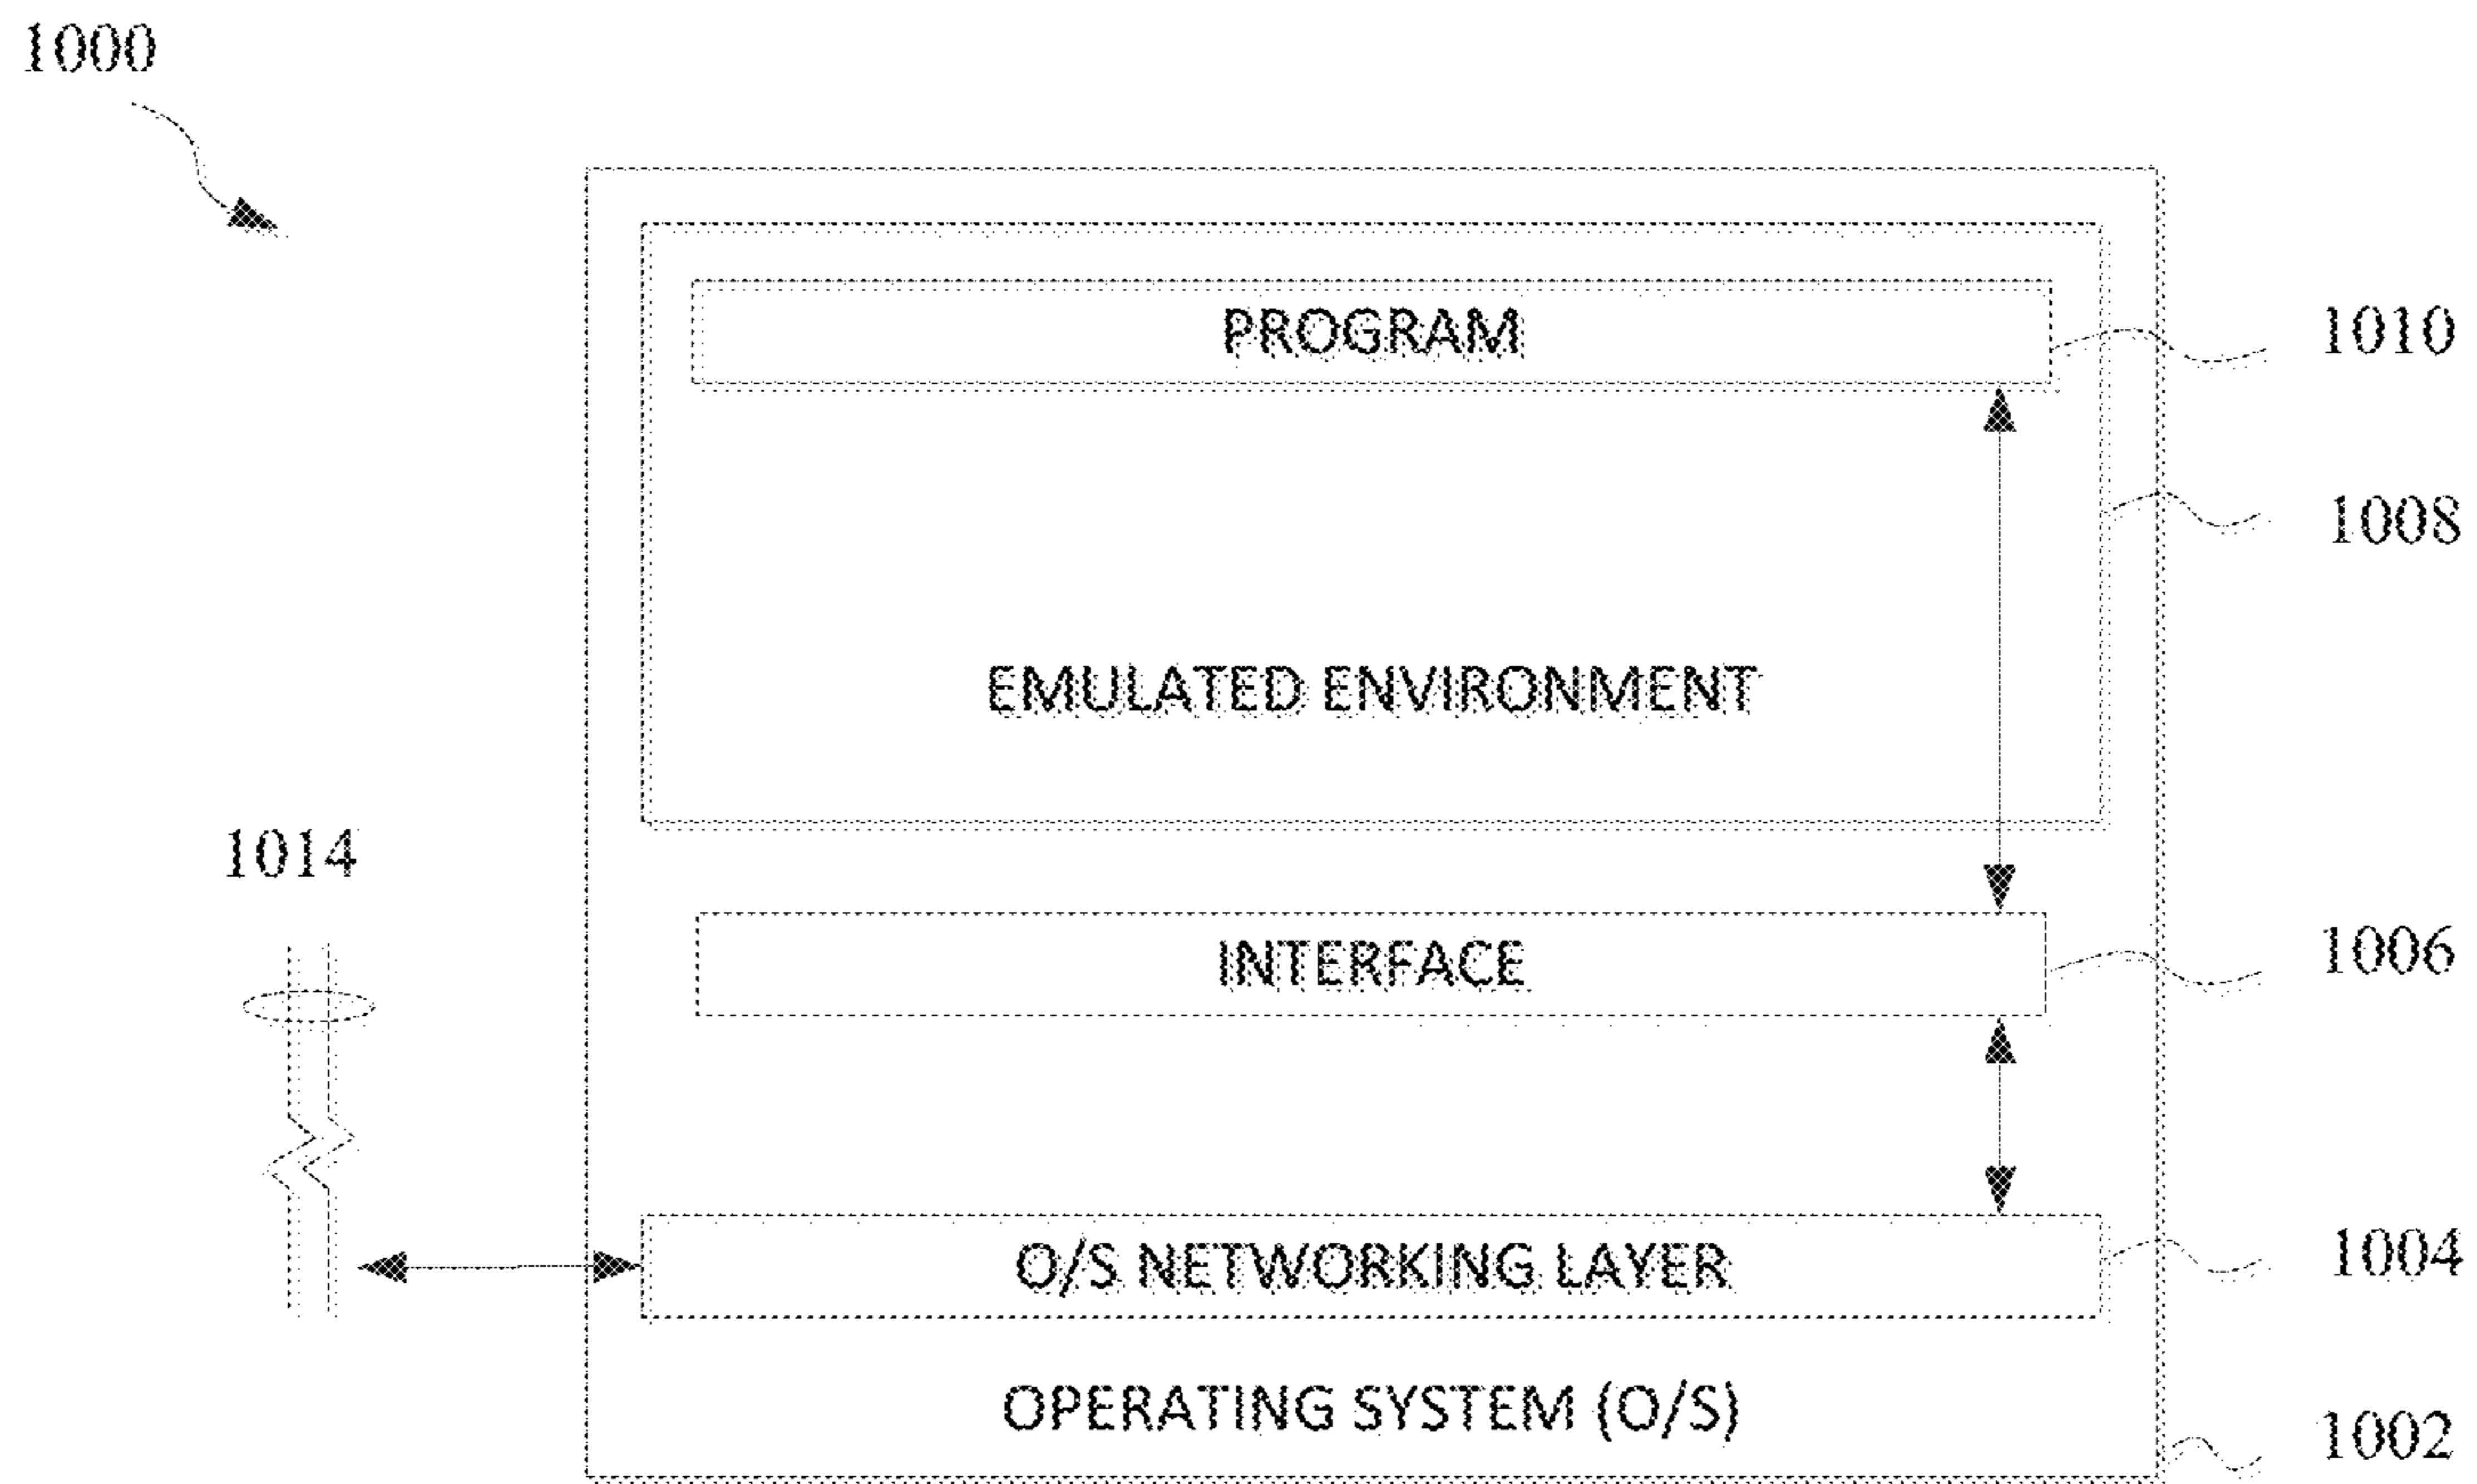 1000
PROGRAM
1010
1008
EMULATED ENVIRONMENT
1014
INTERFACE
1006
O/S NETWORKING LAYER
1004
OPERATING SYSTEM (O/S)
1002